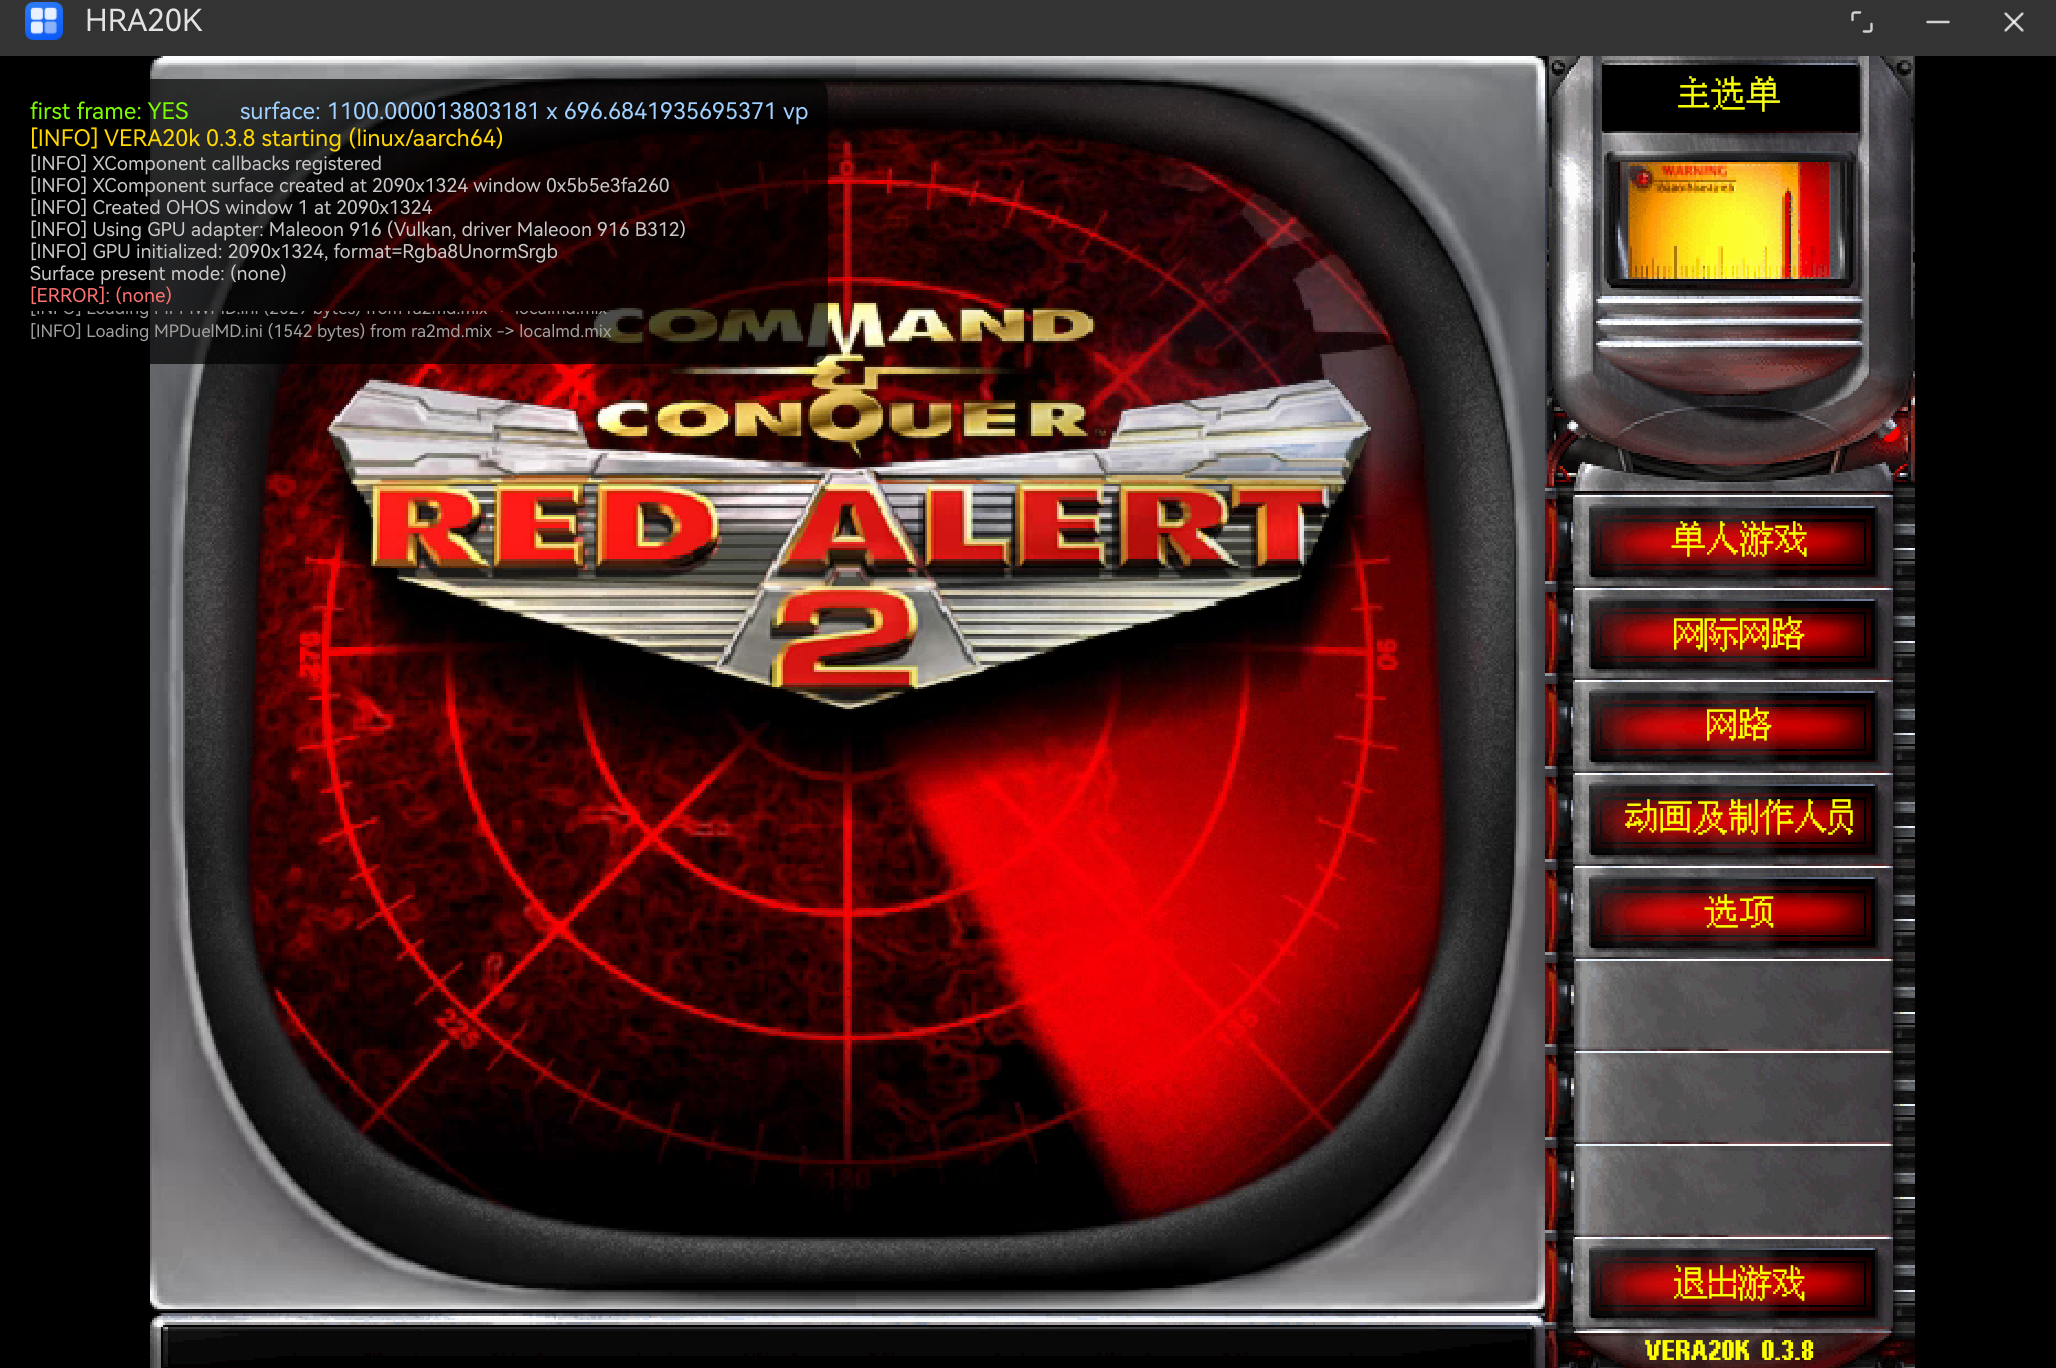 HRA20K
first frame: YES surface: 1100.000013803181 x 696.6841935695371 vp
[INFO] VERA20k 0.3.8 starting (linux/aarch64)
[INFO] XComponent callbacks registered
[INFO] XComponent surface created at 2090x1324 window 0x5b5e3fa260
[INFO] Created OHOS window 1 at 2090x1324
[INFO] Using GPU adapter: Maleoon 916 (Vulkan, driver Maleoon 916 B312)
[INFO] GPU initialized: 2090x1324, format=Rgba8UnormSrgb
Surface present mode: (none)
[ERROR]: (none)
[INFO] Loading MPDuelMD.ini (1542 bytes) from ra2md.mix -> localmd.mix
COMMAND
&
CONQUER
RED ALERT
2
0
90
180
225
270
主选单
WARNING
单人游戏
网际网路
网路
动画及制作人员
选项
退出游戏
VERA20K 0.3.8